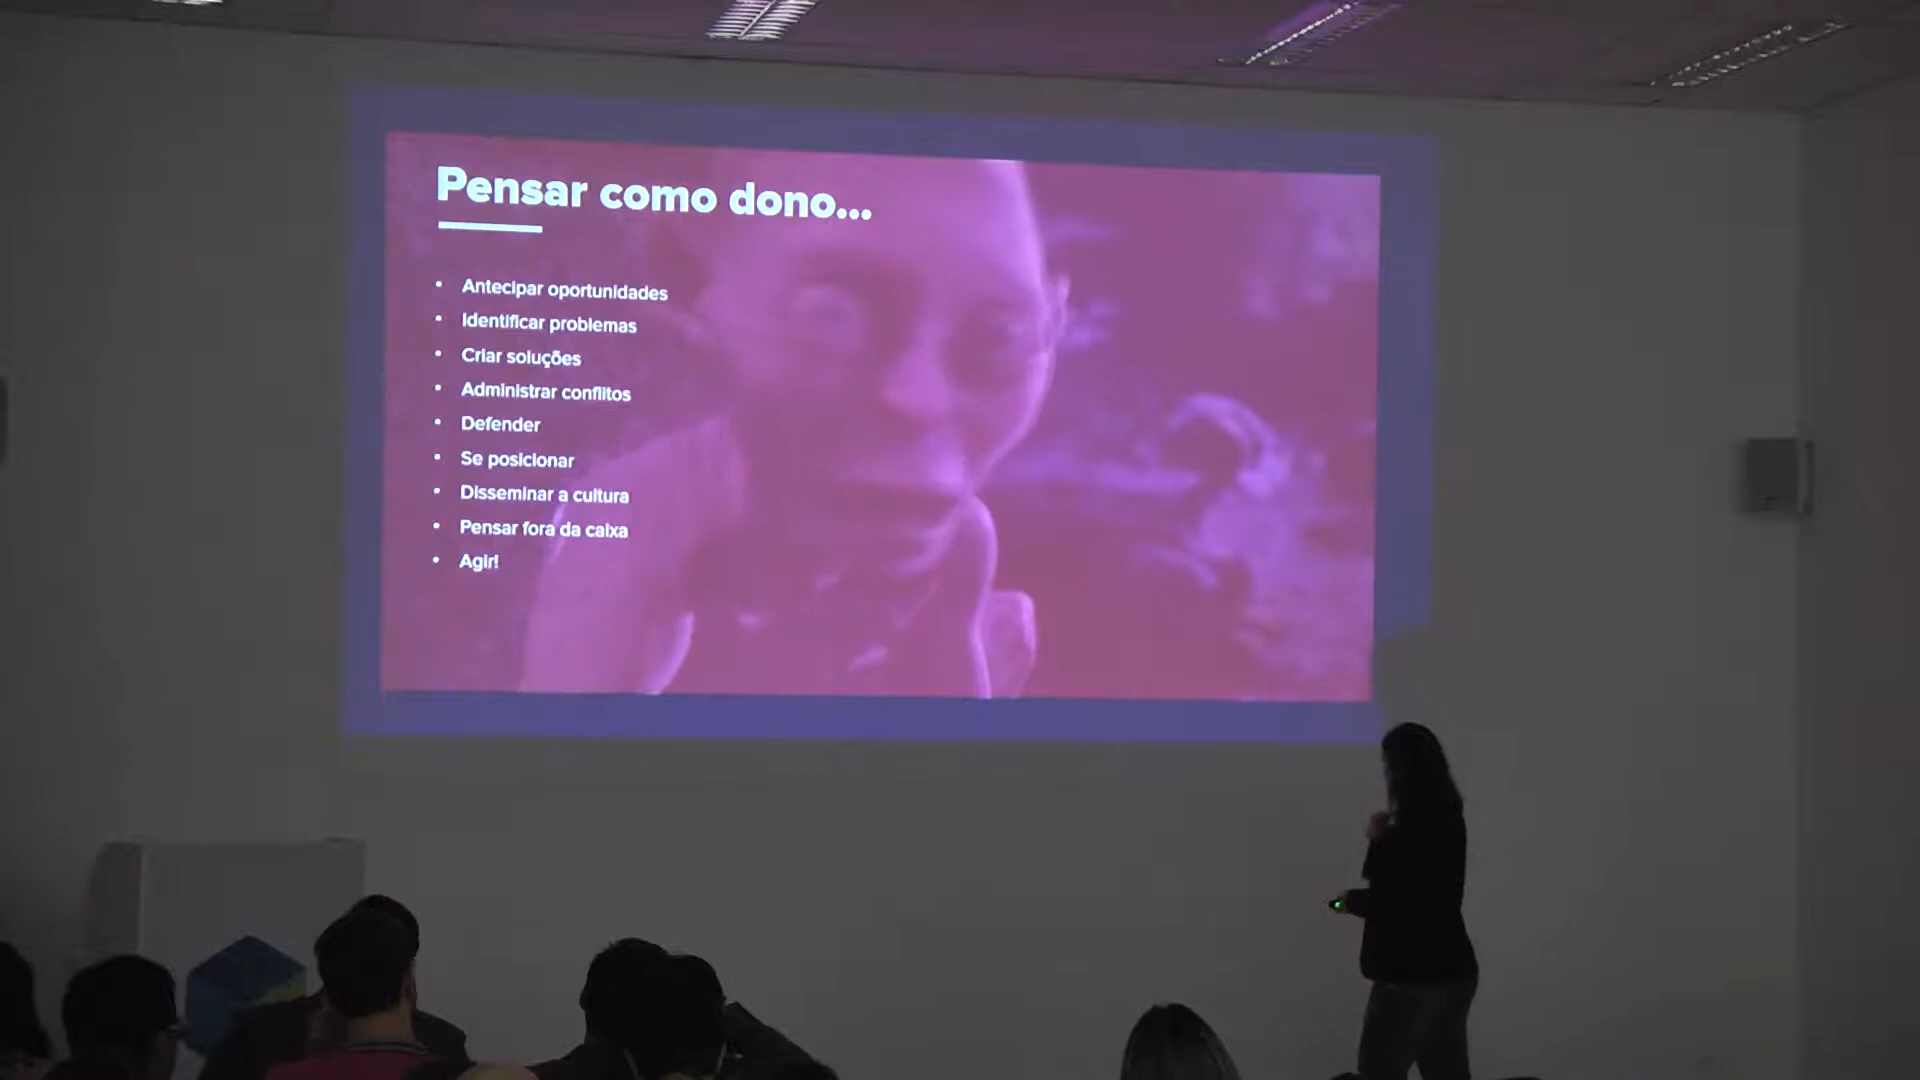 Pensar como dono...
• Antecipar oportunidades
• Identificar problemas
• Criar soluções
• Administrar conflitos
• Defender
• Se posicionar
• Disseminar a cultura
• Pensar fora da caixa
• Agir!